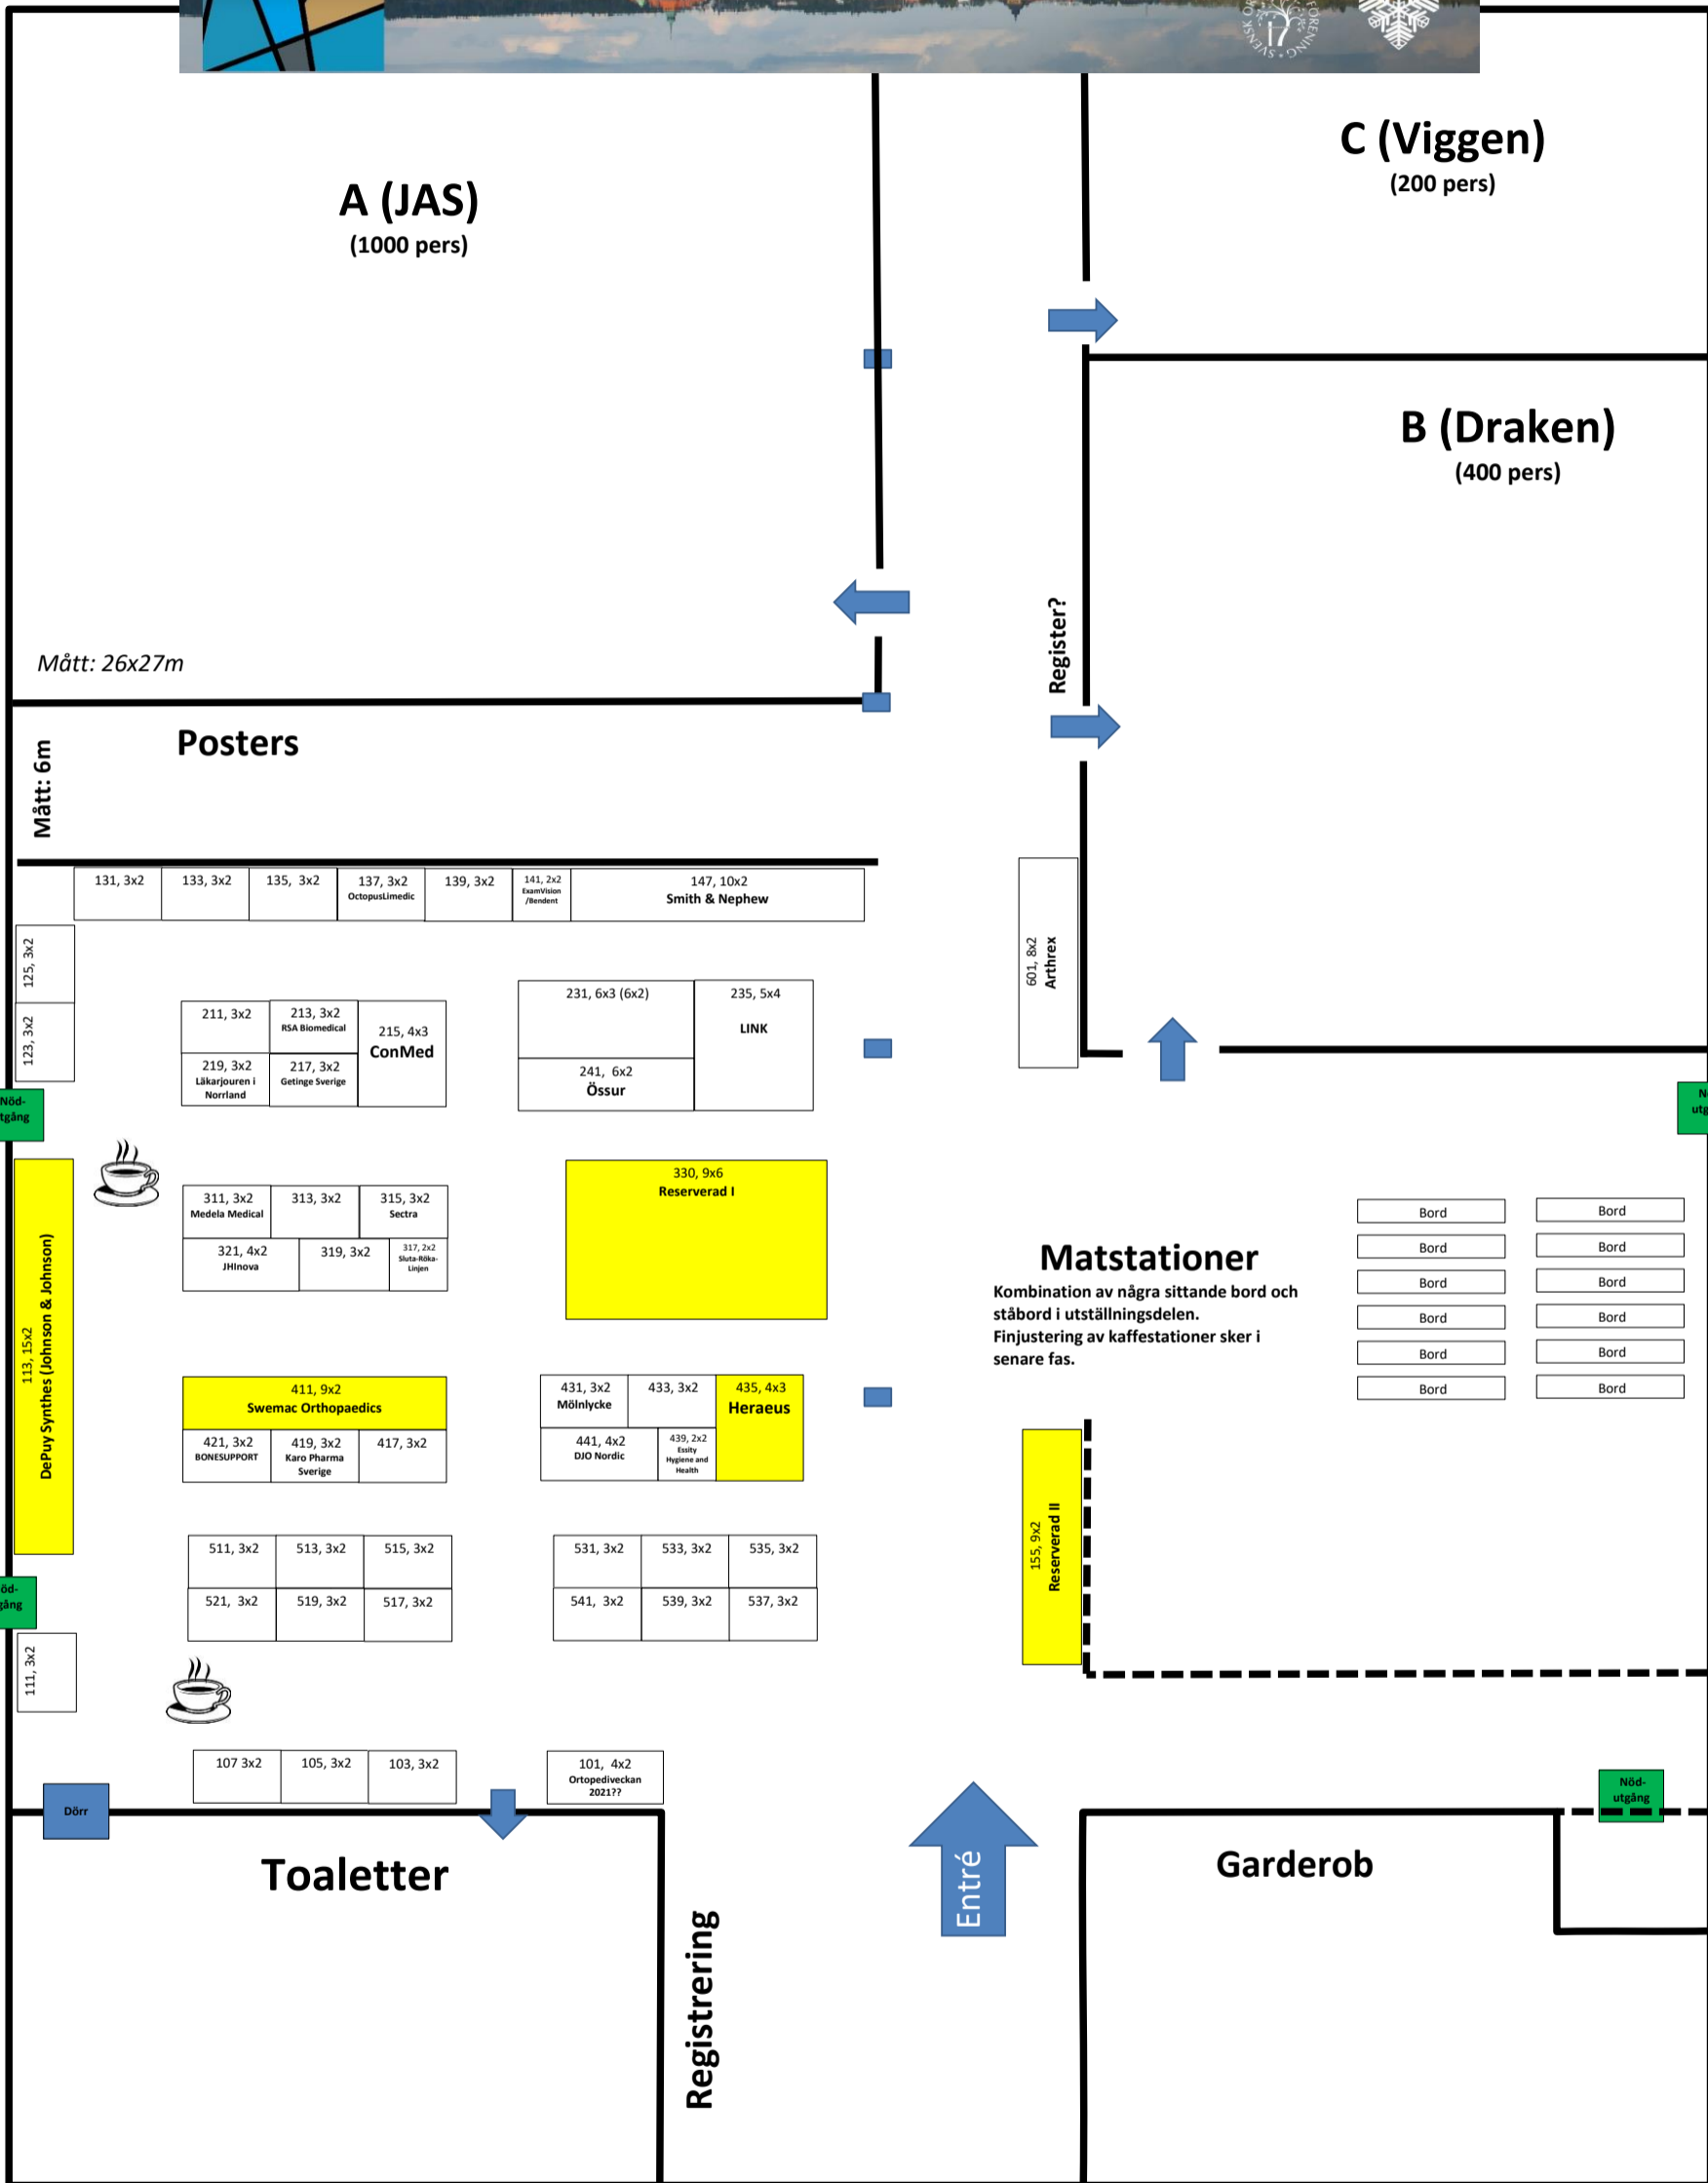 SVENSK OR
FÖRENING
17
C (Viggen)
(200 pers)
A (JAS)
(1000 pers)
B (Draken)
(400 pers)
Register?
Mått: 26x27m
Posters
Mått: 6m
131, 3x2
133, 3x2
135, 3x2
137, 3x2
OctopusLimedic
139, 3x2
141, 2x2
ExamVision
/Bendent
147, 10x2
Smith & Nephew
125, 3x2
123, 3x2
601, 8x2
Arthrex
211, 3x2
213, 3x2
RSA Biomedical
215, 4x3
ConMed
219, 3x2
Läkarjouren i
Norrland
217, 3x2
Getinge Sverige
231, 6x3 (6x2)
235, 5x4
LINK
241, 6x2
Össur
Nöd-
tgång
N
utg
113, 15x2
DePuy Synthes (Johnson & Johnson)
311, 3x2
Medela Medical
313, 3x2
315, 3x2
Sectra
321, 4x2
JHInova
319, 3x2
317, 2x2
Sluta-Röka-
Linjen
330, 9x6
Reserverad I
Matstationer
Kombination av några sittande bord och
ståbord i utställningsdelen.
Finjustering av kaffestationer sker i
senare fas.
Bord
Bord
Bord
Bord
Bord
Bord
Bord
Bord
Bord
Bord
Bord
Bord
411, 9x2
Swemac Orthopaedics
421, 3x2
BONESUPPORT
419, 3x2
Karo Pharma
Sverige
417, 3x2
431, 3x2
Mölnlycke
433, 3x2
435, 4x3
Heraeus
441, 4x2
DJO Nordic
439, 2x2
Essity
Hygiene and
Health
155, 9x2
Reserverad II
511, 3x2
513, 3x2
515, 3x2
521, 3x2
519, 3x2
517, 3x2
531, 3x2
533, 3x2
535, 3x2
541, 3x2
539, 3x2
537, 3x2
öd-
gång
111, 3x2
107 3x2
105, 3x2
103, 3x2
101, 4x2
Ortopediveckan
2021??
Dörr
Nöd-
utgång
Toaletter
Registrering
Entré
Garderob